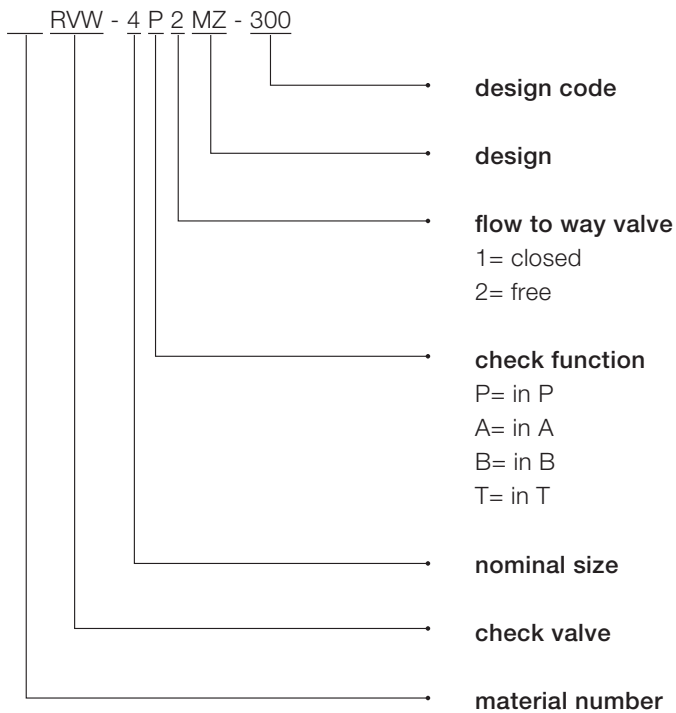 RVW - 4 P 2 MZ - 300
design code
design
flow to way valve
1= closed
2= free
check function
P= in P
A= in A
B= in B
T= in T
nominal size
check valve
material number